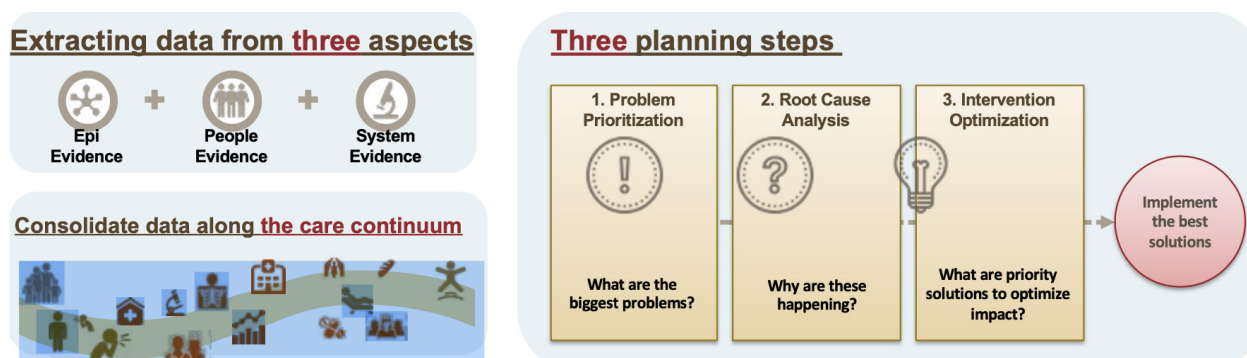 Extracting data from three aspects
+ +
Epi
Evidence
People
Evidence
System
Evidence
Consolidate data along the care continuum
Three planning steps
1. Problem
Prioritization
!
What are the
biggest problems?
2. Root Cause
Analysis
?
Why are these
happening?
3. Intervention
Optimization
What are priority
solutions to optimize
impact?
Implement
the best
solutions